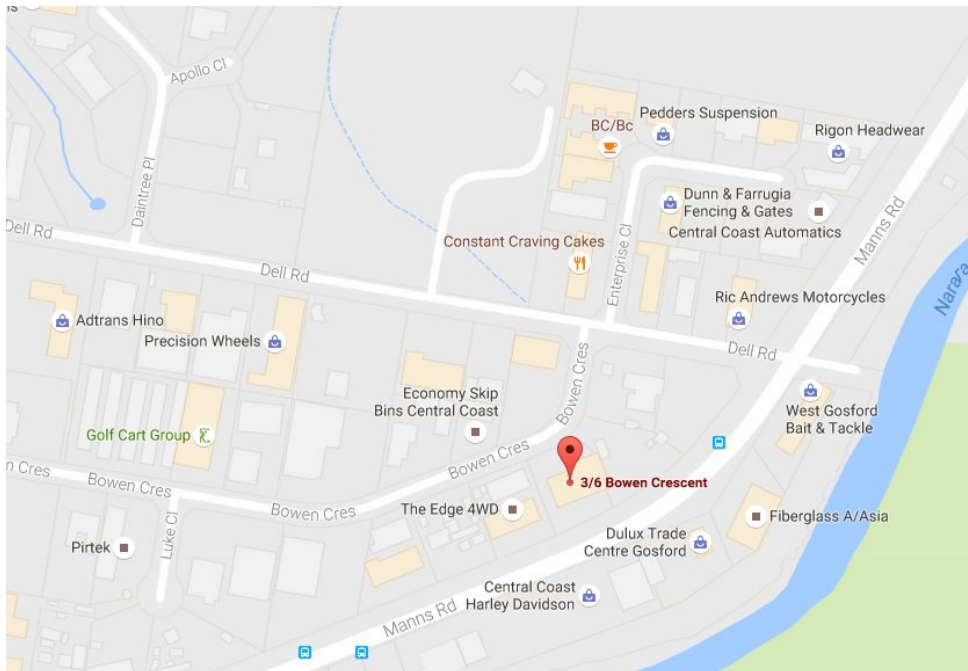 ns
Apollo Cl
Daintree Pl
Dell Rd
Pedders Suspension
BC/Bc
Rigon Headwear
Dunn & Farrugia
Fencing & Gates
Central Coast Automatics
Manns Rd
Constant Craving Cakes
Enterprise Cl
Dell Rd
Narara
Ric Andrews Motorcycles
Adtrans Hino
Precision Wheels
Dell Rd
Bowen Cres
Economy Skip
Bins Central Coast
West Gosford
Bait & Tackle
Golf Cart Group
Bowen Cres
n Cres
Bowen Cres
Bowen Cres
3/6 Bowen Crescent
The Edge 4WD
Fiberglass A/Asia
Luke Cl
Pirtek
Dulux Trade
Centre Gosford
Central Coast
Harley Davidson
Manns Rd